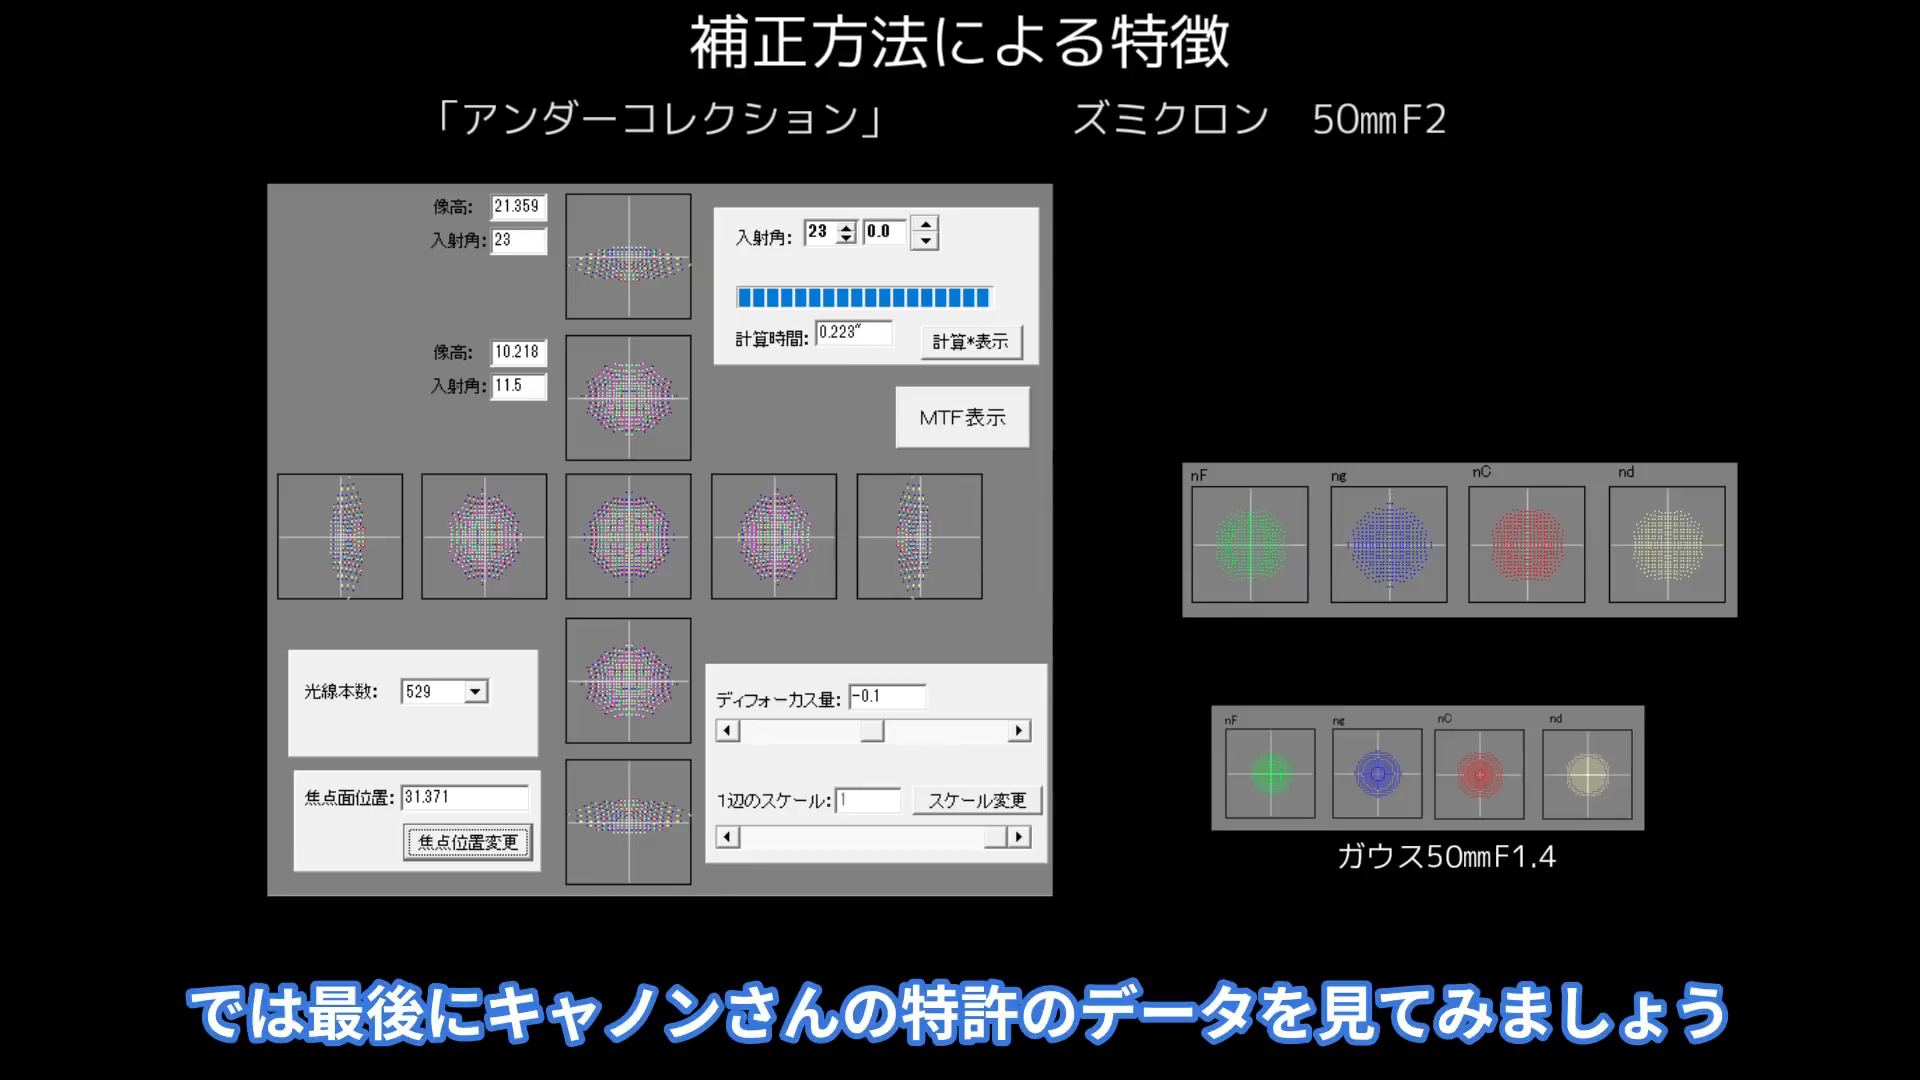 補正方法による特徴
「アンダーコレクション」 ズミクロン 50㎜F2
像高: 21.359
入射角: 23
入射角: 23 0.0
計算時間: 0.223"
計算*表示
像高: 10.218
入射角: 11.5
MTF表示
nF ng nC nd
光線本数: 529
焦点面位置: 31.371
焦点位置変更
ディフォーカス量: -0.1
1辺のスケール: 1
スケール変更
nF ng nC nd
ガウス50㎜F1.4
では最後にキャノンさんの特許のデータを見てみましょう